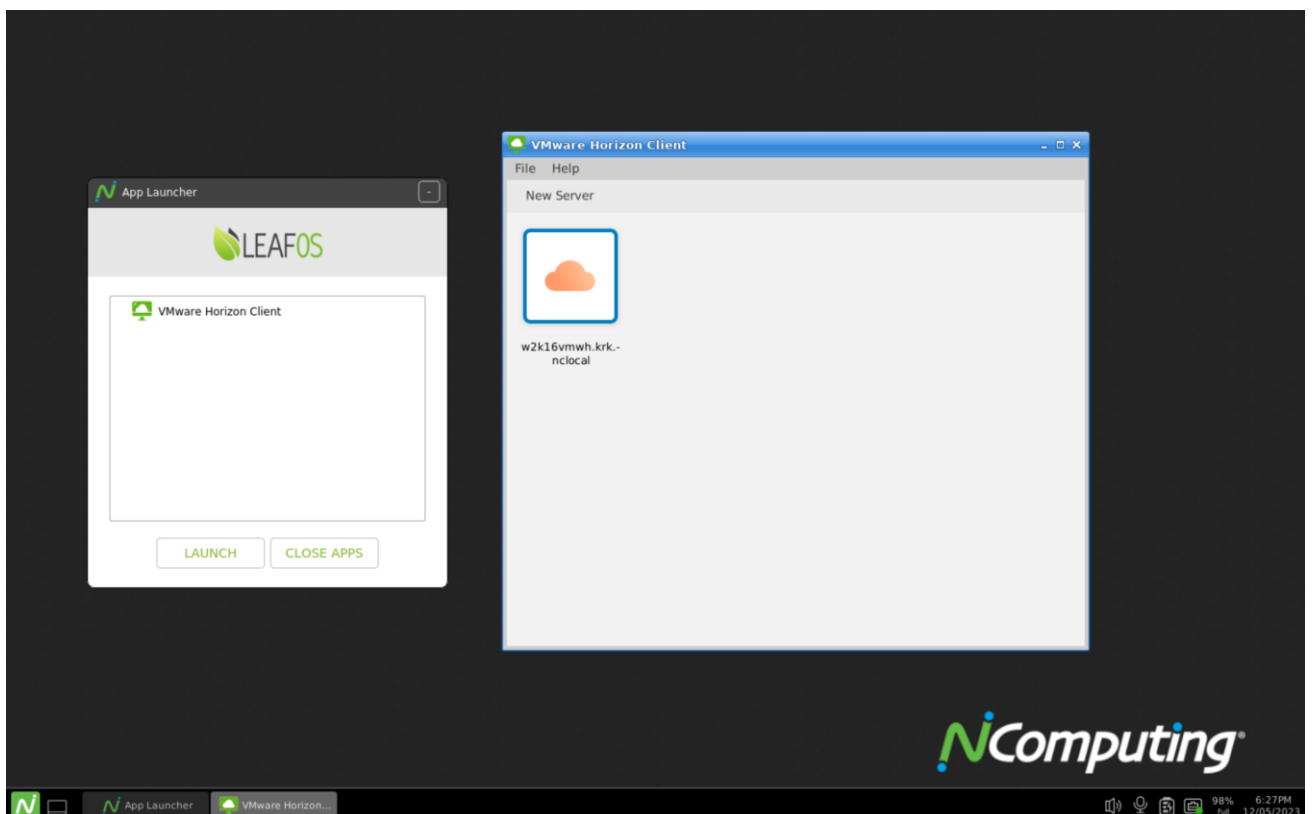 VMware Horizon Client
File Help
New Server
App Launcher
LEAFOS
VMware Horizon Client
w2k16vmwh.krk.-
nclocal
LAUNCH CLOSE APPS
NComputing
App Launcher
VMware Horizon...
98%
Full
6:27PM
12/05/2023